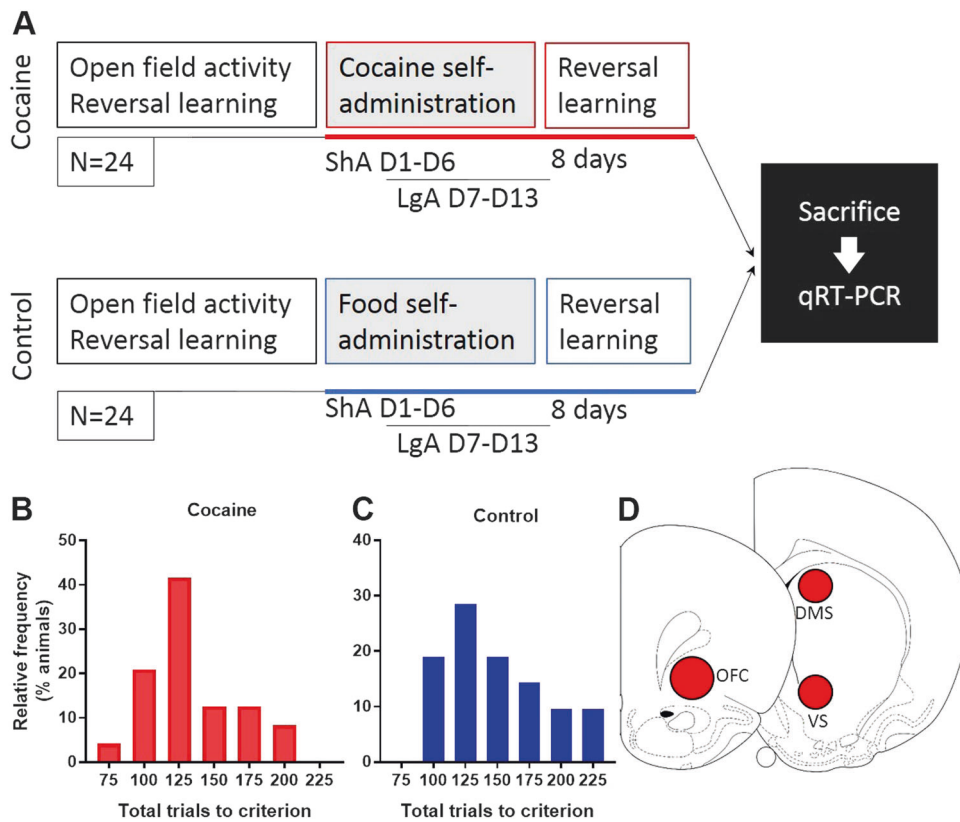 A
Cocaine
Open field activity
Reversal learning
Cocaine self-
administration
Reversal
learning
N=24
ShA D1-D6
8 days
LgA D7-D13
Sacrifice
qRT-PCR
Control
Open field activity
Reversal learning
Food self-
administration
Reversal
learning
N=24
ShA D1-D6
8 days
LgA D7-D13
B
Cocaine
Relative frequency
(% animals)
50
40
30
20
10
0
75 100 125 150 175 200 225
Total trials to criterion
C
Control
40
30
20
10
0
75 100 125 150 175 200 225
Total trials to criterion
D
DMS
OFC
VS